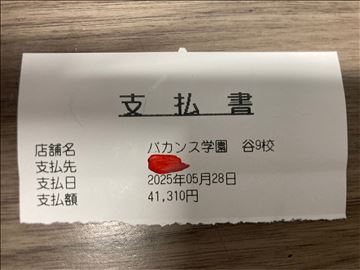 支払書
店舗名 バカンス学園 谷9校
支払先
支払日 2025年05月28日
支払額 41,310円